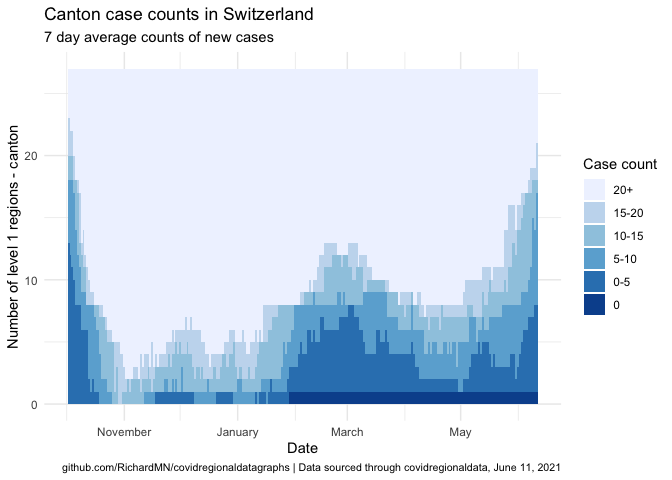 Canton case counts in Switzerland
7 day average counts of new cases
Number of level 1 regions - canton
20
10
0
November
January
March
May
Date
Case count
20+
15-20
10-15
5-10
0-5
0
github.com/RichardMN/covidregionaldatagraphs | Data sourced through covidregionaldata, June 11, 2021